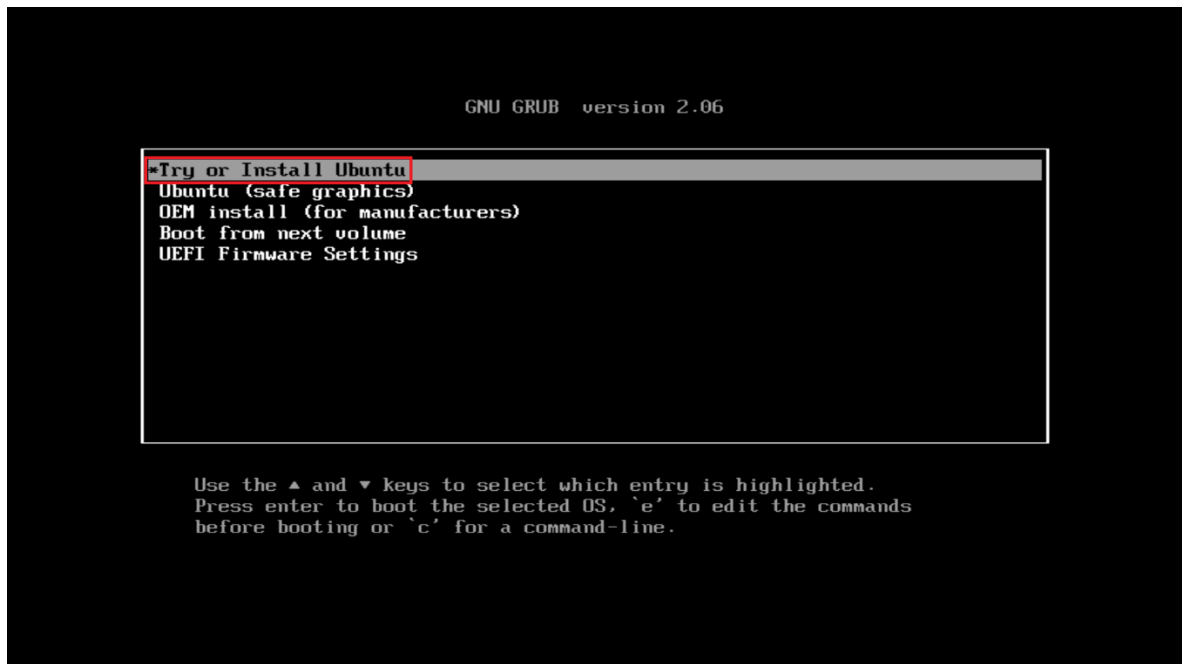 GNU GRUB  version 2.06
*Try or Install Ubuntu
Ubuntu (safe graphics)
OEM install (for manufacturers)
Boot from next volume
UEFI Firmware Settings
Use the ▲ and ▼ keys to select which entry is highlighted.
Press enter to boot the selected OS, `e' to edit the commands
before booting or `c' for a command-line.